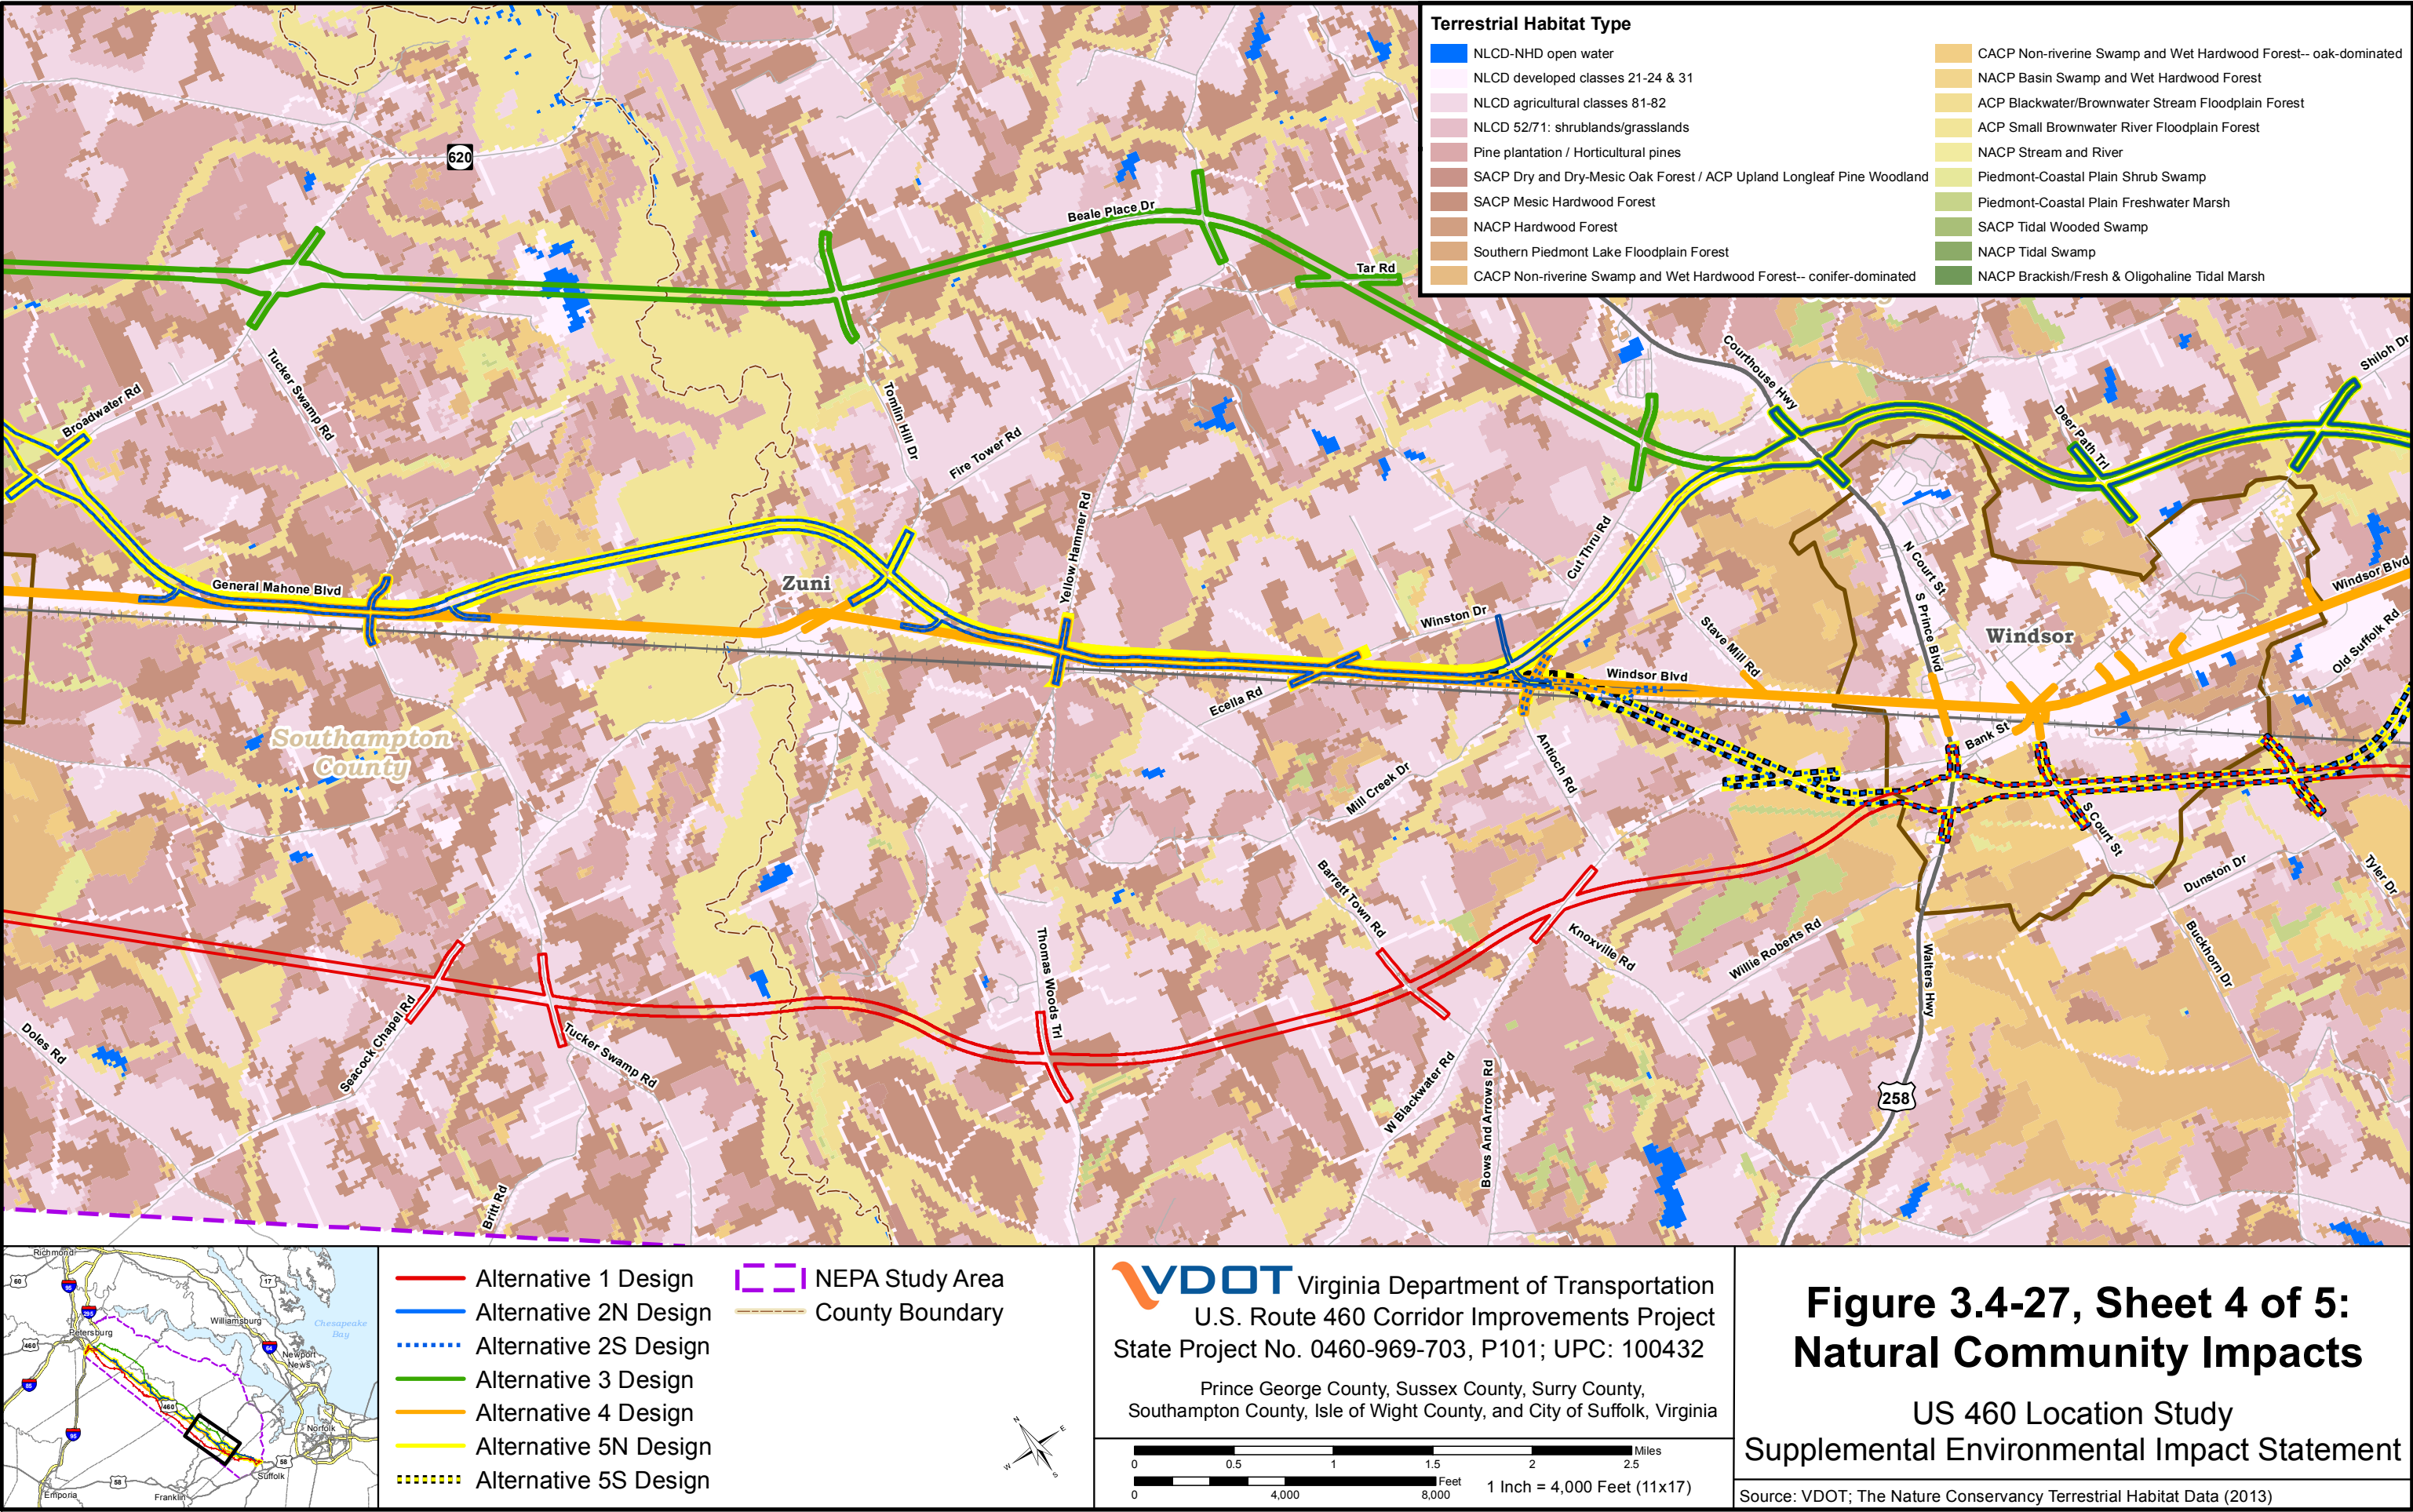 Terrestrial Habitat Type
NLCD-NHD open water
NLCD developed classes 21-24 & 31
NLCD agricultural classes 81-82
NLCD 52/71: shrublands/grasslands
Pine plantation / Horticultural pines
SACP Dry and Dry-Mesic Oak Forest / ACP Upland Longleaf Pine Woodland
SACP Mesic Hardwood Forest
NACP Hardwood Forest
Southern Piedmont Lake Floodplain Forest
CACP Non-riverine Swamp and Wet Hardwood Forest-- conifer-dominated
CACP Non-riverine Swamp and Wet Hardwood Forest-- oak-dominated
NACP Basin Swamp and Wet Hardwood Forest
ACP Blackwater/Brownwater Stream Floodplain Forest
ACP Small Brownwater River Floodplain Forest
NACP Stream and River
Piedmont-Coastal Plain Shrub Swamp
Piedmont-Coastal Plain Freshwater Marsh
SACP Tidal Wooded Swamp
NACP Tidal Swamp
NACP Brackish/Fresh & Oligohaline Tidal Marsh
620
Beale Place Dr
Tar Rd
Broadwater Rd
Tucker Swamp Rd
Tomlin Hill Dr
Fire Tower Rd
Courthouse Hwy
Shiloh Dr
Deer Path Trl
General Mahone Blvd
Zuni
Yellow Hammer Rd
Cut Thru Rd
Winston Dr
N Court St
S Prince Blvd
Windsor
Windsor Blvd
Old Suffolk Rd
Stave Mill Rd
Windsor Blvd
Ecella Rd
Southampton
County
Antioch Rd
Bank St
Mill Creek Dr
S Court St
Dunston Dr
Tyler Dr
Barrett Town Rd
Knoxville Rd
Willie Roberts Rd
Walters Hwy
Buckhorn Dr
Thomas Woods Trl
Doles Rd
Seacock Chapel Rd
Tucker Swamp Rd
W Blackwater Rd
Bows And Arrows Rd
258
Britt Rd
Richmond
60
95
295
17
Williamsburg
Chesapeake
Bay
Petersburg
64
Newport
News
460
85
460
95
Norfolk
58
Suffolk
58
Emporia
Franklin
Alternative 1 Design
Alternative 2N Design
Alternative 2S Design
Alternative 3 Design
Alternative 4 Design
Alternative 5N Design
Alternative 5S Design
NEPA Study Area
County Boundary
N
E
S
W
VDOT Virginia Department of Transportation
U.S. Route 460 Corridor Improvements Project
State Project No. 0460-969-703, P101; UPC: 100432
Prince George County, Sussex County, Surry County,
Southampton County, Isle of Wight County, and City of Suffolk, Virginia
Miles
0 0.5 1 1.5 2 2.5
Feet
0 4,000 8,000
1 Inch = 4,000 Feet (11x17)
Figure 3.4-27, Sheet 4 of 5:
Natural Community Impacts
US 460 Location Study
Supplemental Environmental Impact Statement
Source: VDOT; The Nature Conservancy Terrestrial Habitat Data (2013)